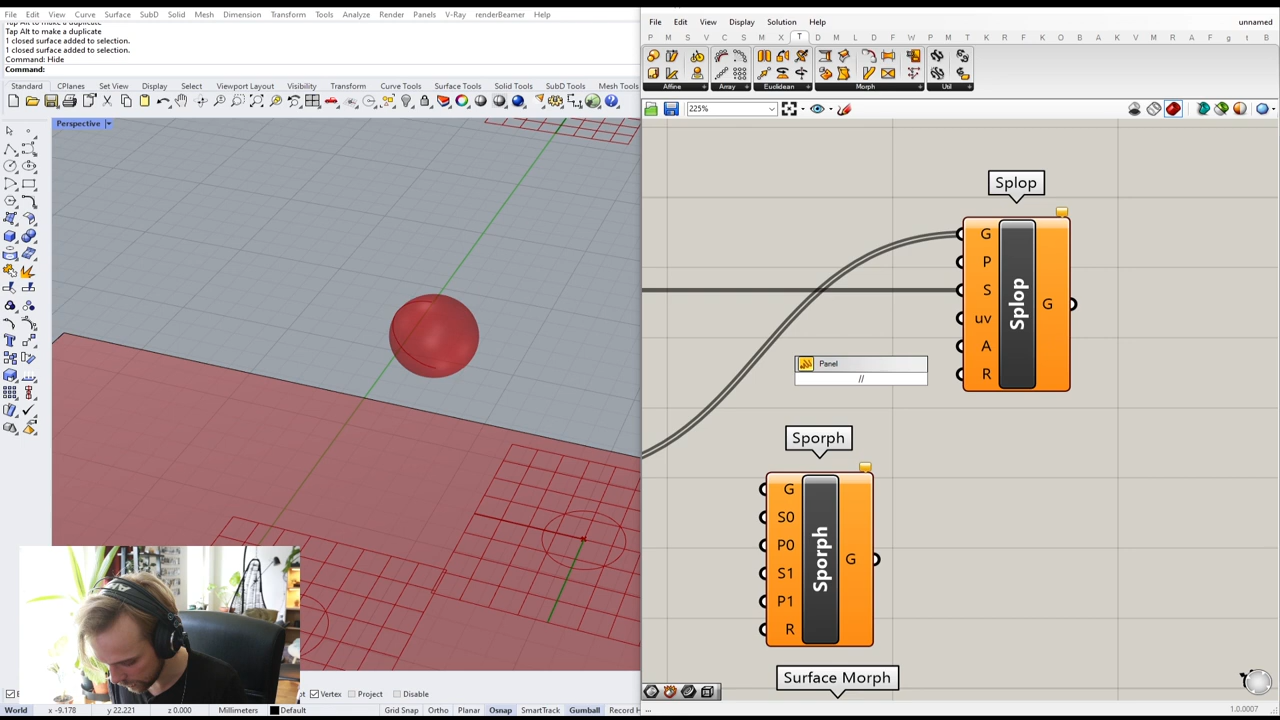 File Edit View Curve Surface SubD Solid Mesh Dimension Transform Tools Analyze Render Panels V-Ray renderBeamer Help
Tap Alt to make a duplicate
1 closed surface added to selection.
1 closed surface added to selection.
Command: Hide
Command:
Standard CPlanes Set View Display Select Viewport Layout Visibility Transform Curve Tools Surface Tools Solid Tools SubD Tools Mesh Tools
Perspective
Vertex Project Disable
World x -9.178 y 22.221 z 0.000 Millimeters Default Grid Snap Ortho Planar Osnap SmartTrack Gumball Record H
File Edit View Display Solution Help unnamed
P M S V C S M I X T
Affine Array Euclidean Morph Util
225%
Splop
G
P
S
uv
A
R
Splop
G
Panel
//
Sporph
G
S0
P0
S1
P1
R
Sporph
G
Surface Morph
... 1.0.0007